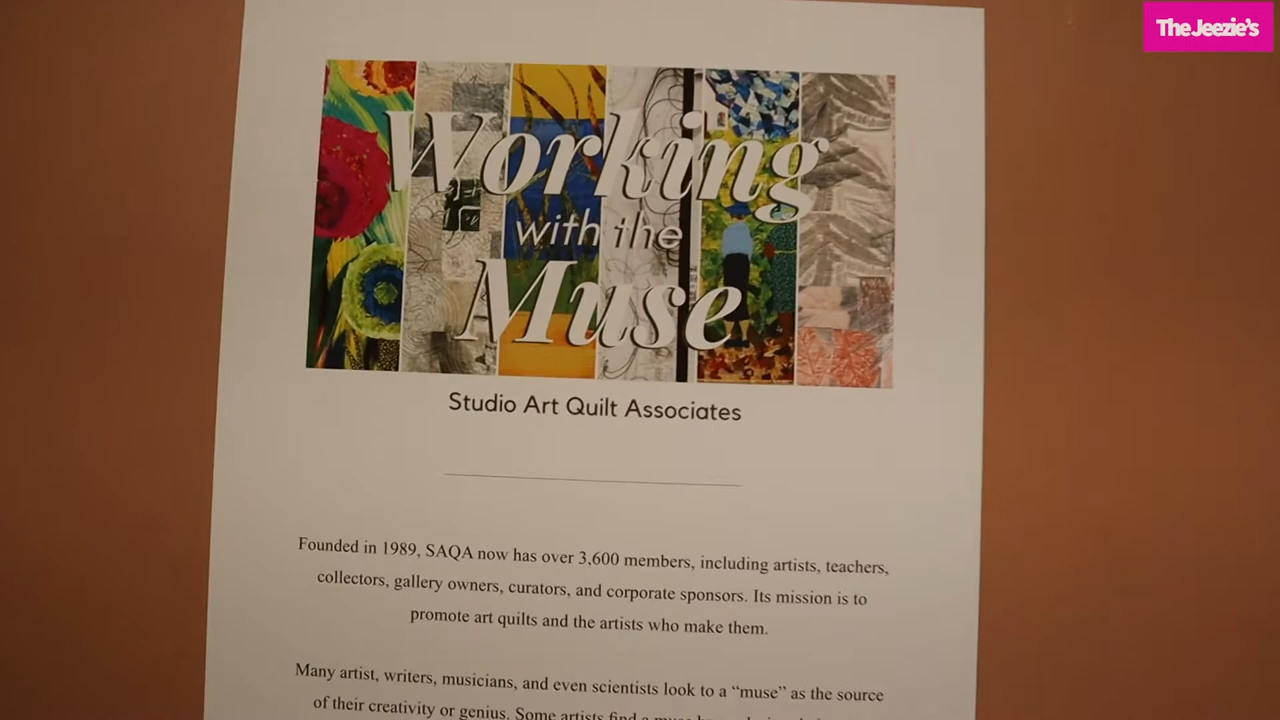 The Jeezie's
Working
with the
Muse
Studio Art Quilt Associates
Founded in 1989, SAQA now has over 3,600 members, including artists, teachers,
collectors, gallery owners, curators, and corporate sponsors. Its mission is to
promote art quilts and the artists who make them.
Many artist, writers, musicians, and even scientists look to a “muse” as the source
of their creativity or genius. Some artists find a muse